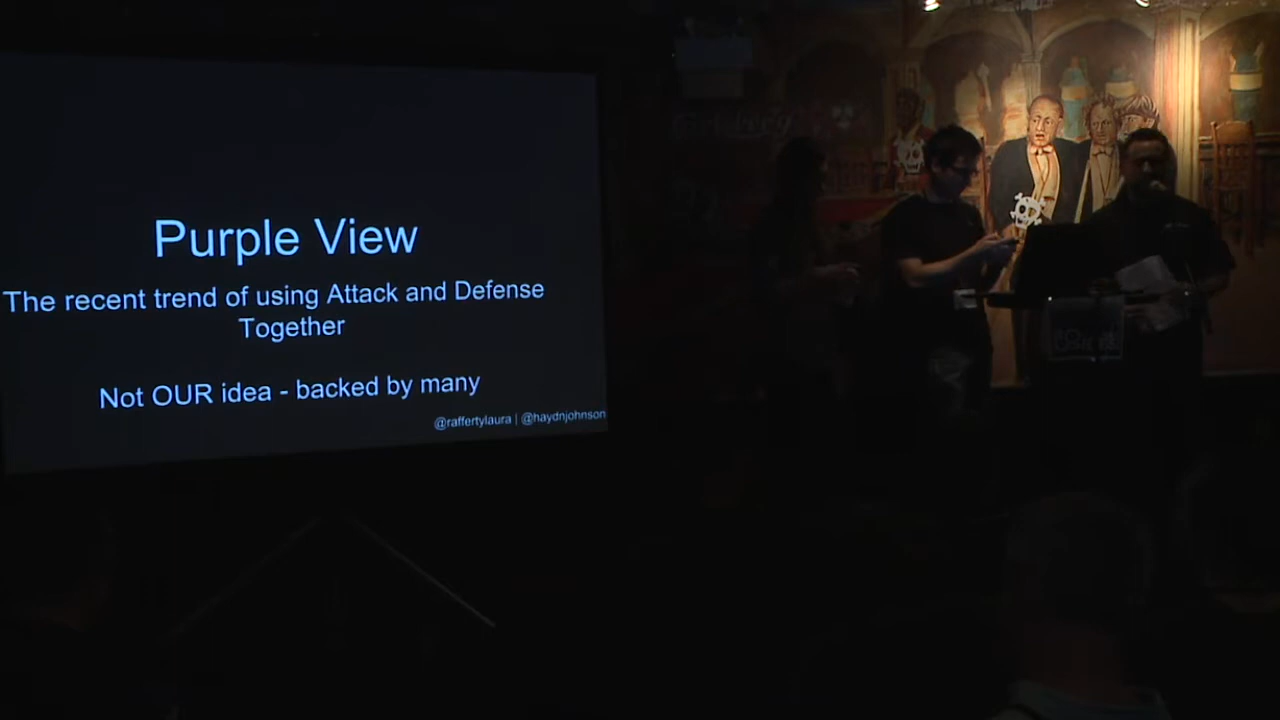 Purple View
The recent trend of using Attack and Defense
Together
Not OUR idea - backed by many
@raffertylaura | @haydnjohnson